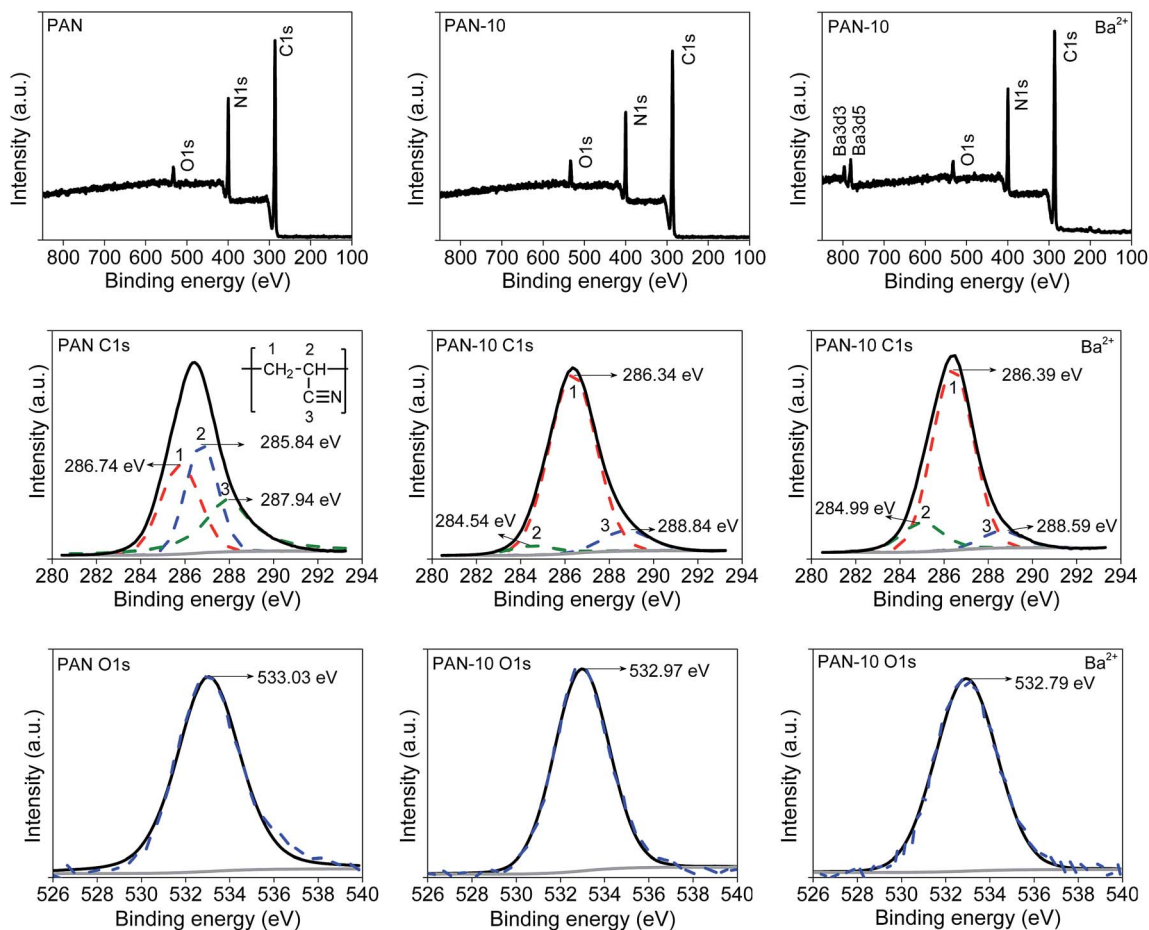 PAN
C1s
N1s
O1s
Intensity (a.u.)
800 700 600 500 400 300 200 100
Binding energy (eV)
PAN-10
C1s
N1s
O1s
Intensity (a.u.)
800 700 600 500 400 300 200 100
Binding energy (eV)
PAN-10 Ba²⁺
C1s
N1s
Ba3d3
Ba3d5
O1s
Intensity (a.u.)
800 700 600 500 400 300 200 100
Binding energy (eV)
PAN C1s
1 2
CH₂-CH
C≡N
3
2
285.84 eV
286.74 eV
1
3
287.94 eV
Intensity (a.u.)
280 282 284 286 288 290 292 294
Binding energy (eV)
PAN-10 C1s
286.34 eV
1
284.54 eV
2
3
288.84 eV
Intensity (a.u.)
280 282 284 286 288 290 292 294
Binding energy (eV)
PAN-10 C1s Ba²⁺
286.39 eV
1
284.99 eV
2
3
288.59 eV
Intensity (a.u.)
280 282 284 286 288 290 292 294
Binding energy (eV)
PAN O1s
533.03 eV
Intensity (a.u.)
526 528 530 532 534 536 538 540
Binding energy (eV)
PAN-10 O1s
532.97 eV
Intensity (a.u.)
526 528 530 532 534 536 538 540
Binding energy (eV)
PAN-10 O1s Ba²⁺
532.79 eV
Intensity (a.u.)
526 528 530 532 534 536 538 540
Binding energy (eV)